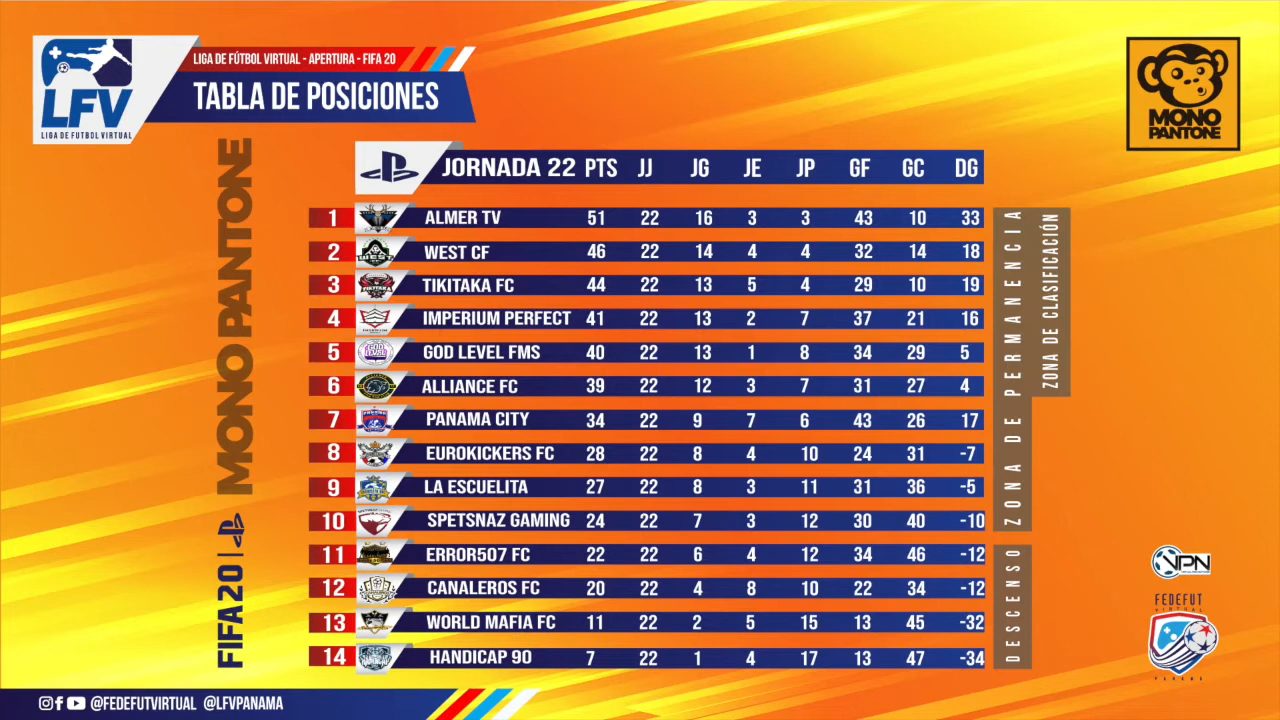 LIGA DE FÚTBOL VIRTUAL - APERTURA - FIFA 20
LFV
LIGA DE FUTBOL VIRTUAL
TABLA DE POSICIONES
MONO
PANTONE
MONO PANTONE
FIFA20
JORNADA 22 PTS JJ JG JE JP GF GC DG
1 ALMER TV 51 22 16 3 3 43 10 33
2 WEST CF 46 22 14 4 4 32 14 18
3 TIKITAKA FC 44 22 13 5 4 29 10 19
4 IMPERIUM PERFECT 41 22 13 2 7 37 21 16
5 GOD LEVEL FMS 40 22 13 1 8 34 29 5
6 ALLIANCE FC 39 22 12 3 7 31 27 4
7 PANAMA CITY 34 22 9 7 6 43 26 17
8 EUROKICKERS FC 28 22 8 4 10 24 31 -7
9 LA ESCUELITA 27 22 8 3 11 31 36 -5
10 SPETSNAZ GAMING 24 22 7 3 12 30 40 -10
11 ERROR507 FC 22 22 6 4 12 34 46 -12
12 CANALEROS FC 20 22 4 8 10 22 34 -12
13 WORLD MAFIA FC 11 22 2 5 15 13 45 -32
14 HANDICAP 90 7 22 1 4 17 13 47 -34
ZONA DE PERMANENCIA
ZONA DE CLASIFICACIÓN
DESCENSO
VPN
FEDEFUT
VIRTUAL
PANAMÁ
@FEDEFUTVIRTUAL @LFVPANAMA